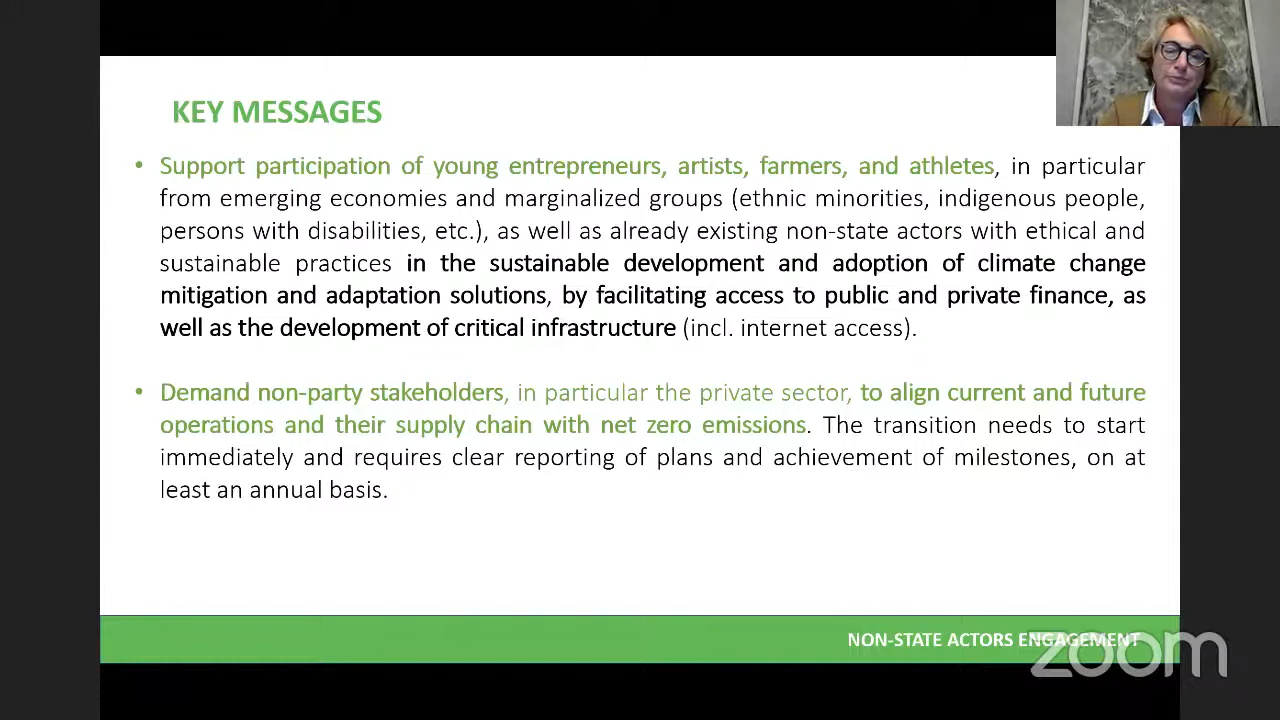 KEY MESSAGES
• Support participation of young entrepreneurs, artists, farmers, and athletes, in particular
from emerging economies and marginalized groups (ethnic minorities, indigenous people,
persons with disabilities, etc.), as well as already existing non-state actors with ethical and
sustainable practices in the sustainable development and adoption of climate change
mitigation and adaptation solutions, by facilitating access to public and private finance, as
well as the development of critical infrastructure (incl. internet access).
• Demand non-party stakeholders, in particular the private sector, to align current and future
operations and their supply chain with net zero emissions. The transition needs to start
immediately and requires clear reporting of plans and achievement of milestones, on at
least an annual basis.
NON-STATE ACTORS ENGAGEMENT
zoom